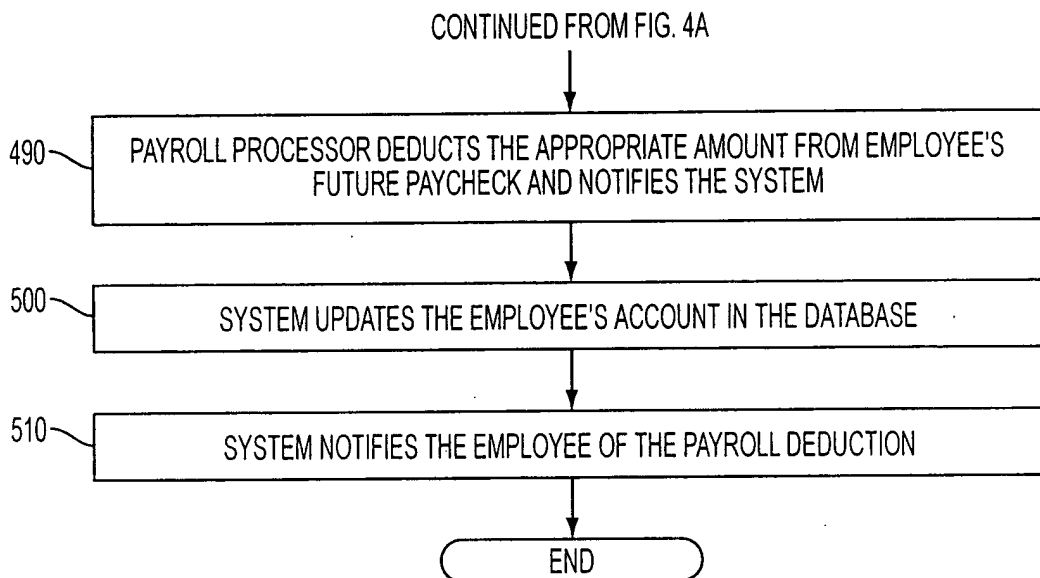 CONTINUED FROM FIG. 4A
490
PAYROLL PROCESSOR DEDUCTS THE APPROPRIATE AMOUNT FROM EMPLOYEE'S
FUTURE PAYCHECK AND NOTIFIES THE SYSTEM
500
SYSTEM UPDATES THE EMPLOYEE'S ACCOUNT IN THE DATABASE
510
SYSTEM NOTIFIES THE EMPLOYEE OF THE PAYROLL DEDUCTION
END